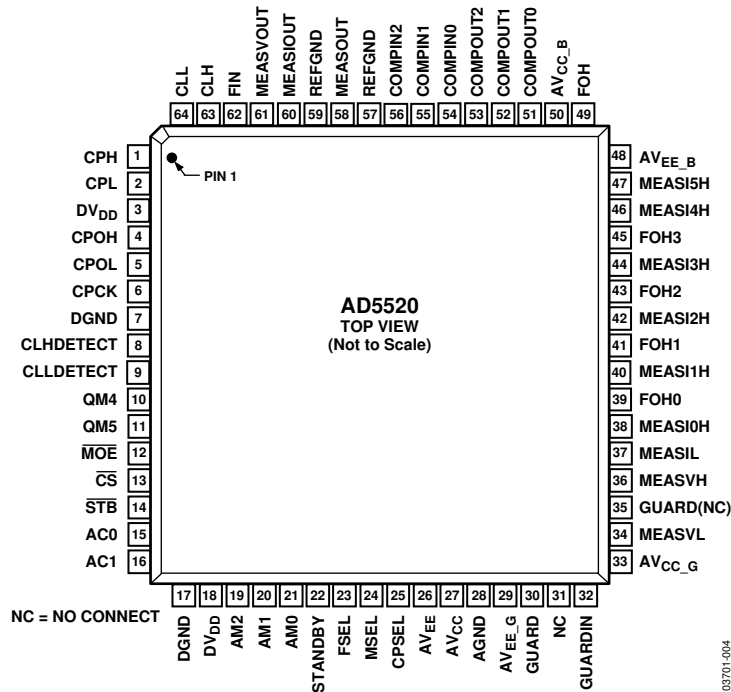 64 CLL
63 CLH
62 FIN
61 MEASVOUT
60 MEASIOUT
59 REFGND
58 MEASOUT
57 REFGND
56 COMPIN2
55 COMPIN1
54 COMPIN0
53 COMPOUT2
52 COMPOUT1
51 COMPOUT0
50 AVCC_B
49 FOH
CPH 1
CPL 2
DVDD 3
CPOH 4
CPOL 5
CPCK 6
DGND 7
CLHDETECT 8
CLLDETECT 9
QM4 10
QM5 11
MOE 12
CS 13
STB 14
AC0 15
AC1 16
PIN 1
AD5520
TOP VIEW
(Not to Scale)
48 AVEE_B
47 MEASI5H
46 MEASI4H
45 FOH3
44 MEASI3H
43 FOH2
42 MEASI2H
41 FOH1
40 MEASI1H
39 FOH0
38 MEASI0H
37 MEASIL
36 MEASVH
35 GUARD(NC)
34 MEASVL
33 AVCC_G
17 DGND
18 DVDD
19 AM2
20 AM1
21 AM0
22 STANDBY
23 FSEL
24 MSEL
25 CPSEL
26 AVEE
27 AVCC
28 AGND
29 AVEE_G
30 GUARD
31 NC
32 GUARDIN
NC = NO CONNECT
03701-004